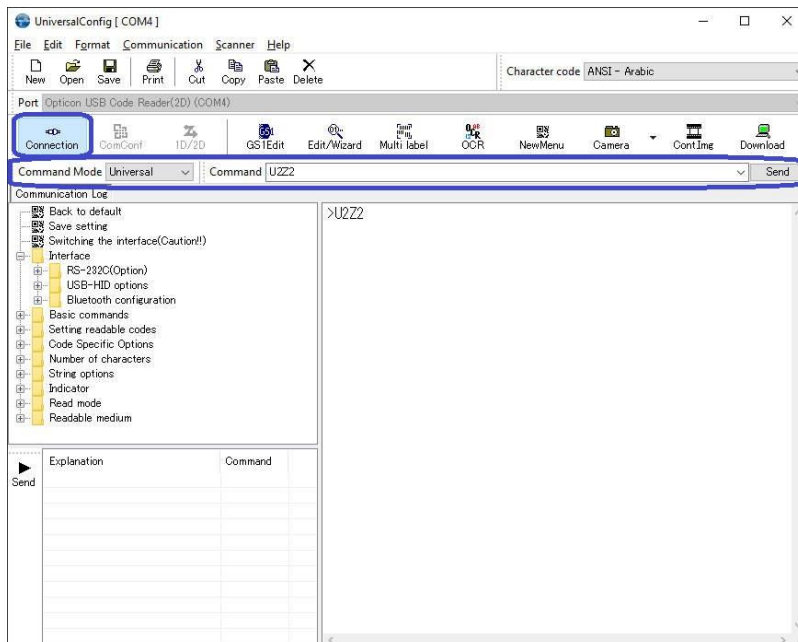 UniversalConfig [ COM4 ]
File Edit Format Communication Scanner Help
New Open Save Print Cut Copy Paste Delete
Character code ANSI - Arabic
Port Opticon USB Code Reader(2D) (COM4)
Connection ComConf 1D/2D GS1Edit Edit/Wizard Multi label OCR NewMenu Camera ContImg Download
Command Mode Universal Command U2Z2 Send
Communication Log
Back to default
Save setting
Switching the interface(Caution!!)
Interface
RS-232C(Option)
USB-HID options
Bluetooth configuration
Basic commands
Setting readable codes
Code Specific Options
Number of characters
String options
Indicator
Read mode
Readable medium
>U2Z2
Send
Explanation Command